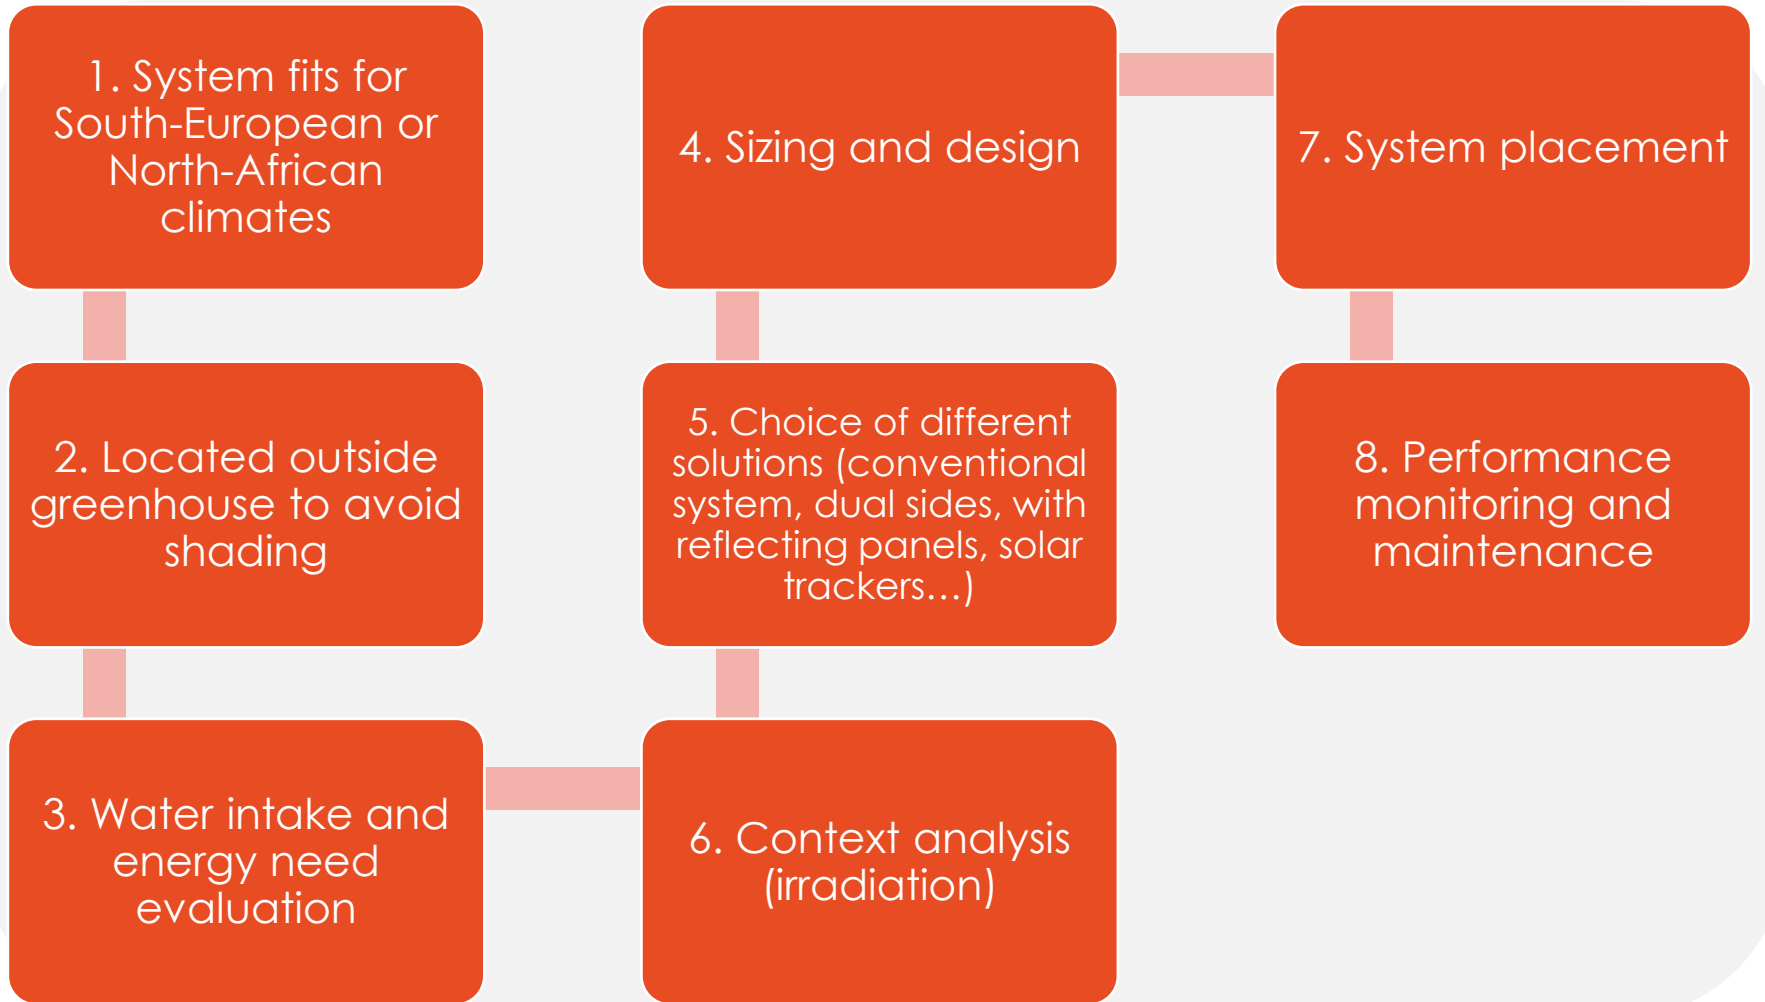 1. System fits for
South-European or
North-African
climates
2. Located outside
greenhouse to avoid
shading
3. Water intake and
energy need
evaluation
4. Sizing and design
5. Choice of different
solutions (conventional
system, dual sides, with
reflecting panels, solar
trackers…)
6. Context analysis
(irradiation)
7. System placement
8. Performance
monitoring and
maintenance